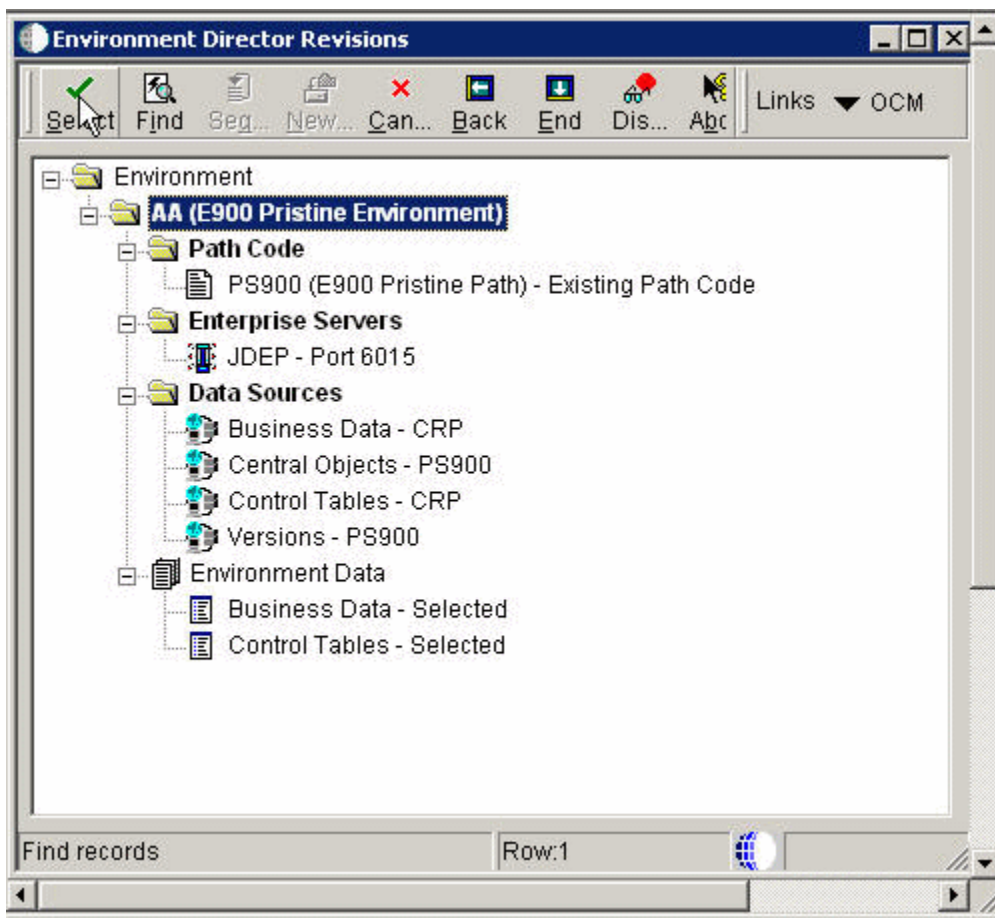 Environment Director Revisions
Select Find Seq... New... Can... Back End Dis... Abc Links OCM
Environment
AA (E900 Pristine Environment)
Path Code
PS900 (E900 Pristine Path) - Existing Path Code
Enterprise Servers
JDEP - Port 6015
Data Sources
Business Data - CRP
Central Objects - PS900
Control Tables - CRP
Versions - PS900
Environment Data
Business Data - Selected
Control Tables - Selected
Find records Row:1